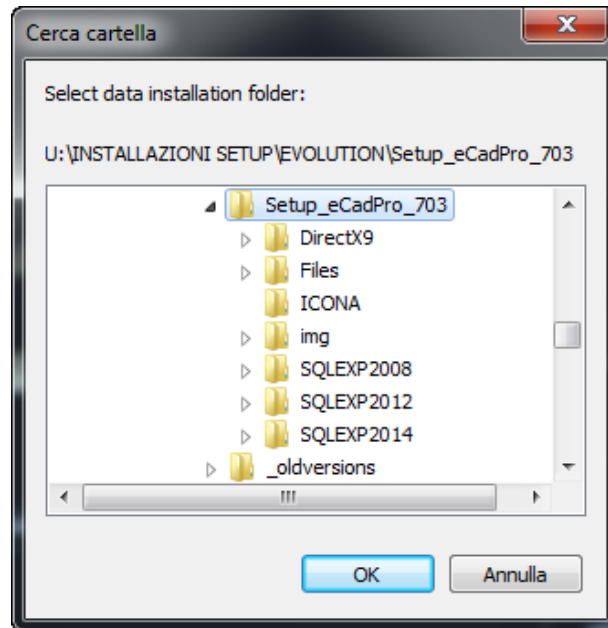 Cerca cartella
Select data installation folder:
U:\INSTALLAZIONI SETUP\EVOLUTION\Setup_eCadPro_703
Setup_eCadPro_703
DirectX9
Files
ICONA
img
SQLEXP2008
SQLEXP2012
SQLEXP2014
_oldversions
OK Annulla